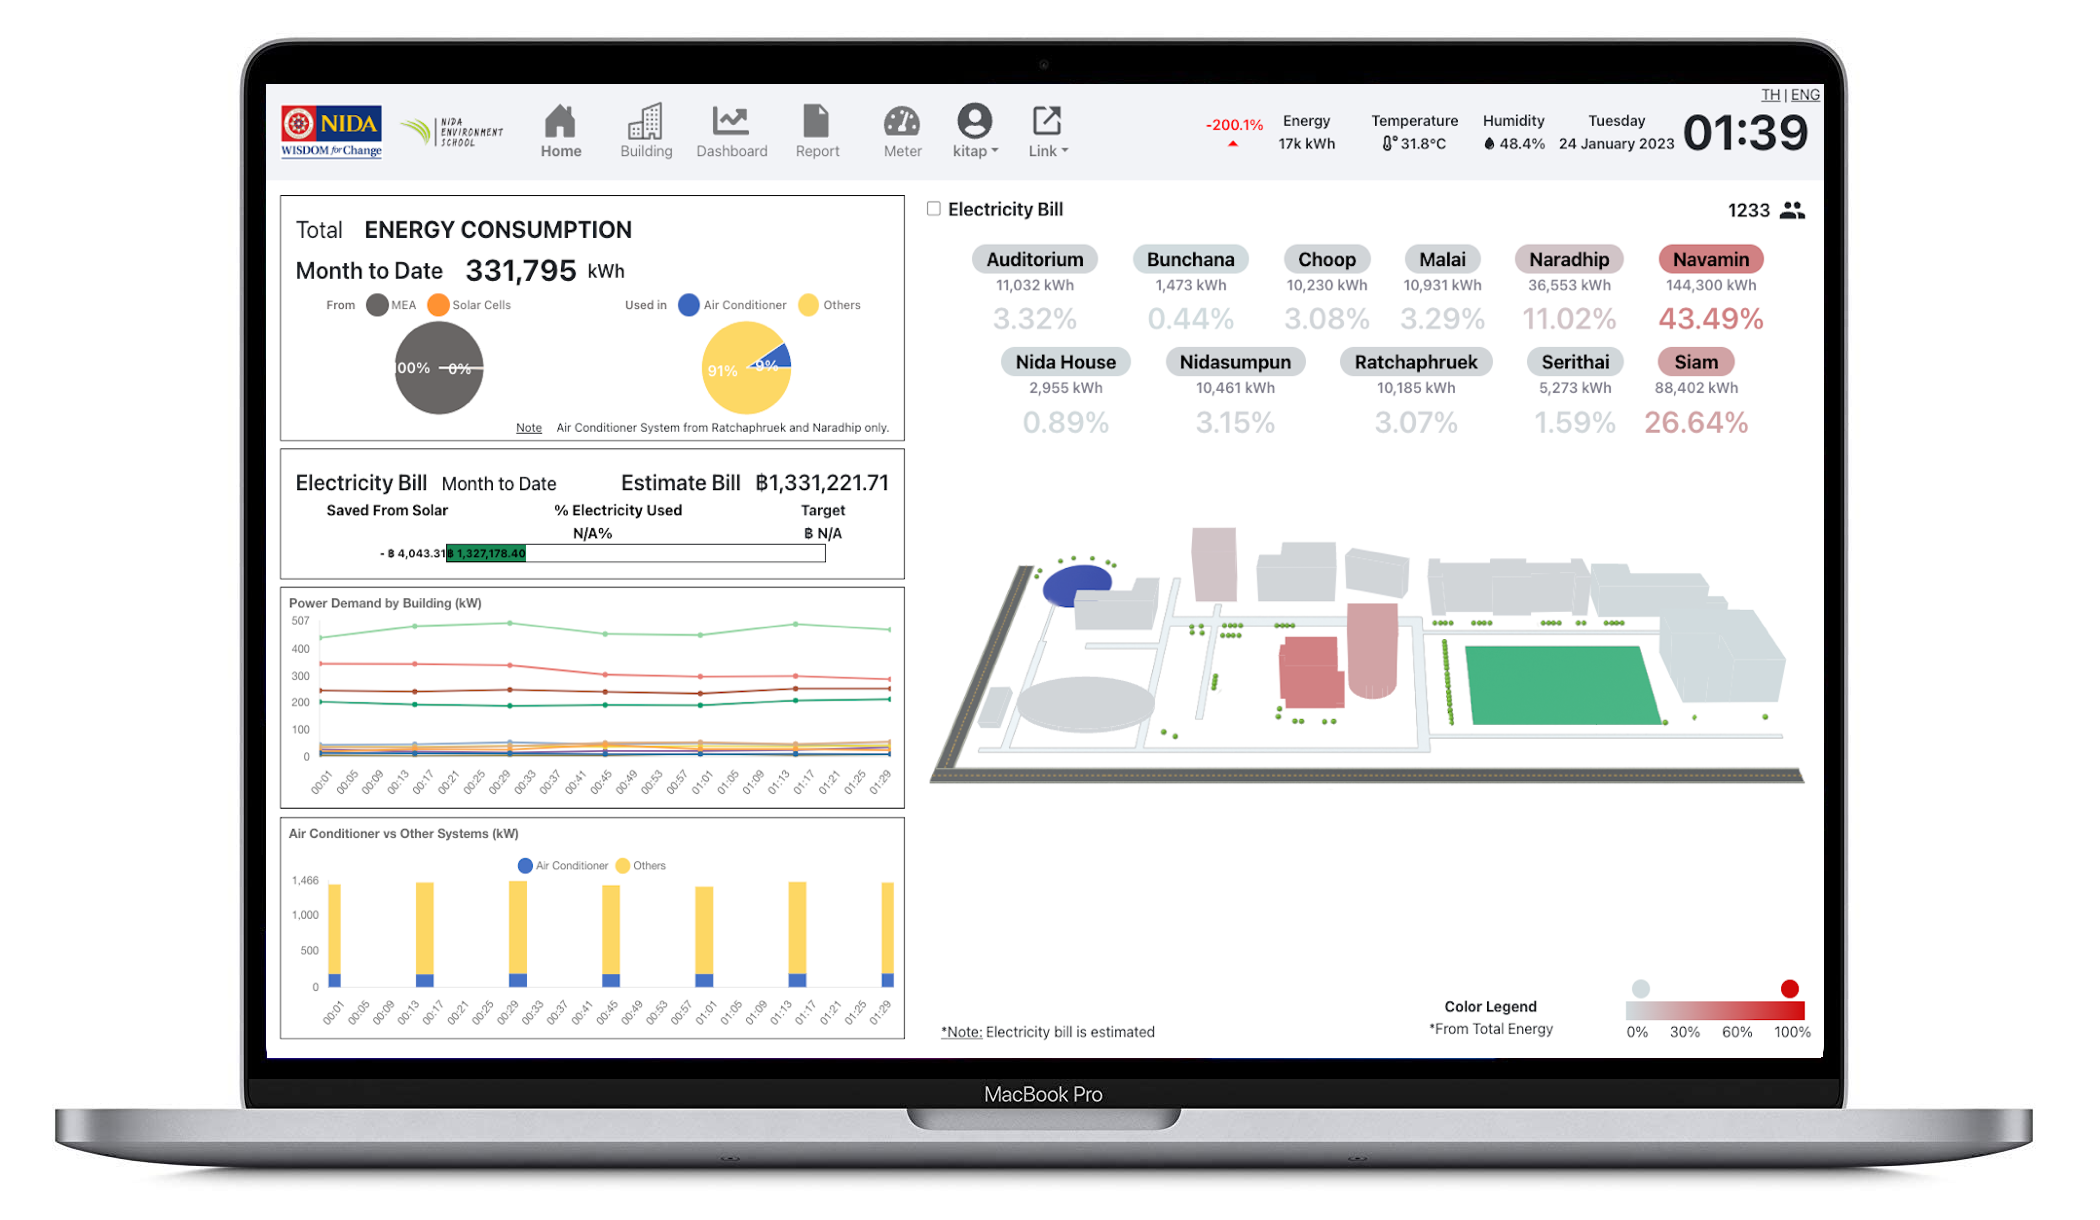 TH | ENG
NIDA
WISDOM for Change
NIDA
ENVIRONMENT
SCHOOL
Home
Building
Dashboard
Report
Meter
kitap
Link
-200.1%
Energy
17k kWh
Temperature
31.8°C
Humidity
48.4%
Tuesday
24 January 2023
01:39
Total ENERGY CONSUMPTION
Month to Date 331,795 kWh
From MEA Solar Cells
Used in Air Conditioner Others
00% 0%
91% 9%
Note Air Conditioner System from Ratchaphruek and Naradhip only.
Electricity Bill Month to Date Estimate Bill ฿1,331,221.71
Saved From Solar % Electricity Used Target
N/A% ฿ N/A
- ฿ 4,043.31 ฿ 1,327,178.40
Power Demand by Building (kW)
507
400
300
200
100
0
00:01 00:05 00:09 00:13 00:17 00:21 00:25 00:29 00:33 00:37 00:41 00:45 00:49 00:53 00:57 01:01 01:05 01:09 01:13 01:17 01:21 01:25 01:29
Air Conditioner vs Other Systems (kW)
Air Conditioner Others
1,466
1,000
500
0
00:01 00:05 00:09 00:13 00:17 00:21 00:25 00:29 00:33 00:37 00:41 00:45 00:49 00:53 00:57 01:01 01:05 01:09 01:13 01:17 01:21 01:25 01:29
Electricity Bill 1233
Auditorium Bunchana Choop Malai Naradhip Navamin
11,032 kWh 1,473 kWh 10,230 kWh 10,931 kWh 36,553 kWh 144,300 kWh
3.32% 0.44% 3.08% 3.29% 11.02% 43.49%
Nida House Nidasumpun Ratchaphruek Serithai Siam
2,955 kWh 10,461 kWh 10,185 kWh 5,273 kWh 88,402 kWh
0.89% 3.15% 3.07% 1.59% 26.64%
*Note: Electricity bill is estimated
Color Legend
*From Total Energy
0% 30% 60% 100%
MacBook Pro